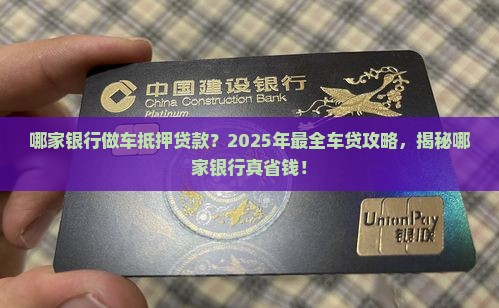 中国建设银行
China Construction Bank
Platinum
哪家银行做车抵押贷款？2025年最全车贷攻略，揭秘哪
家银行真省钱！
UnionPay
银联